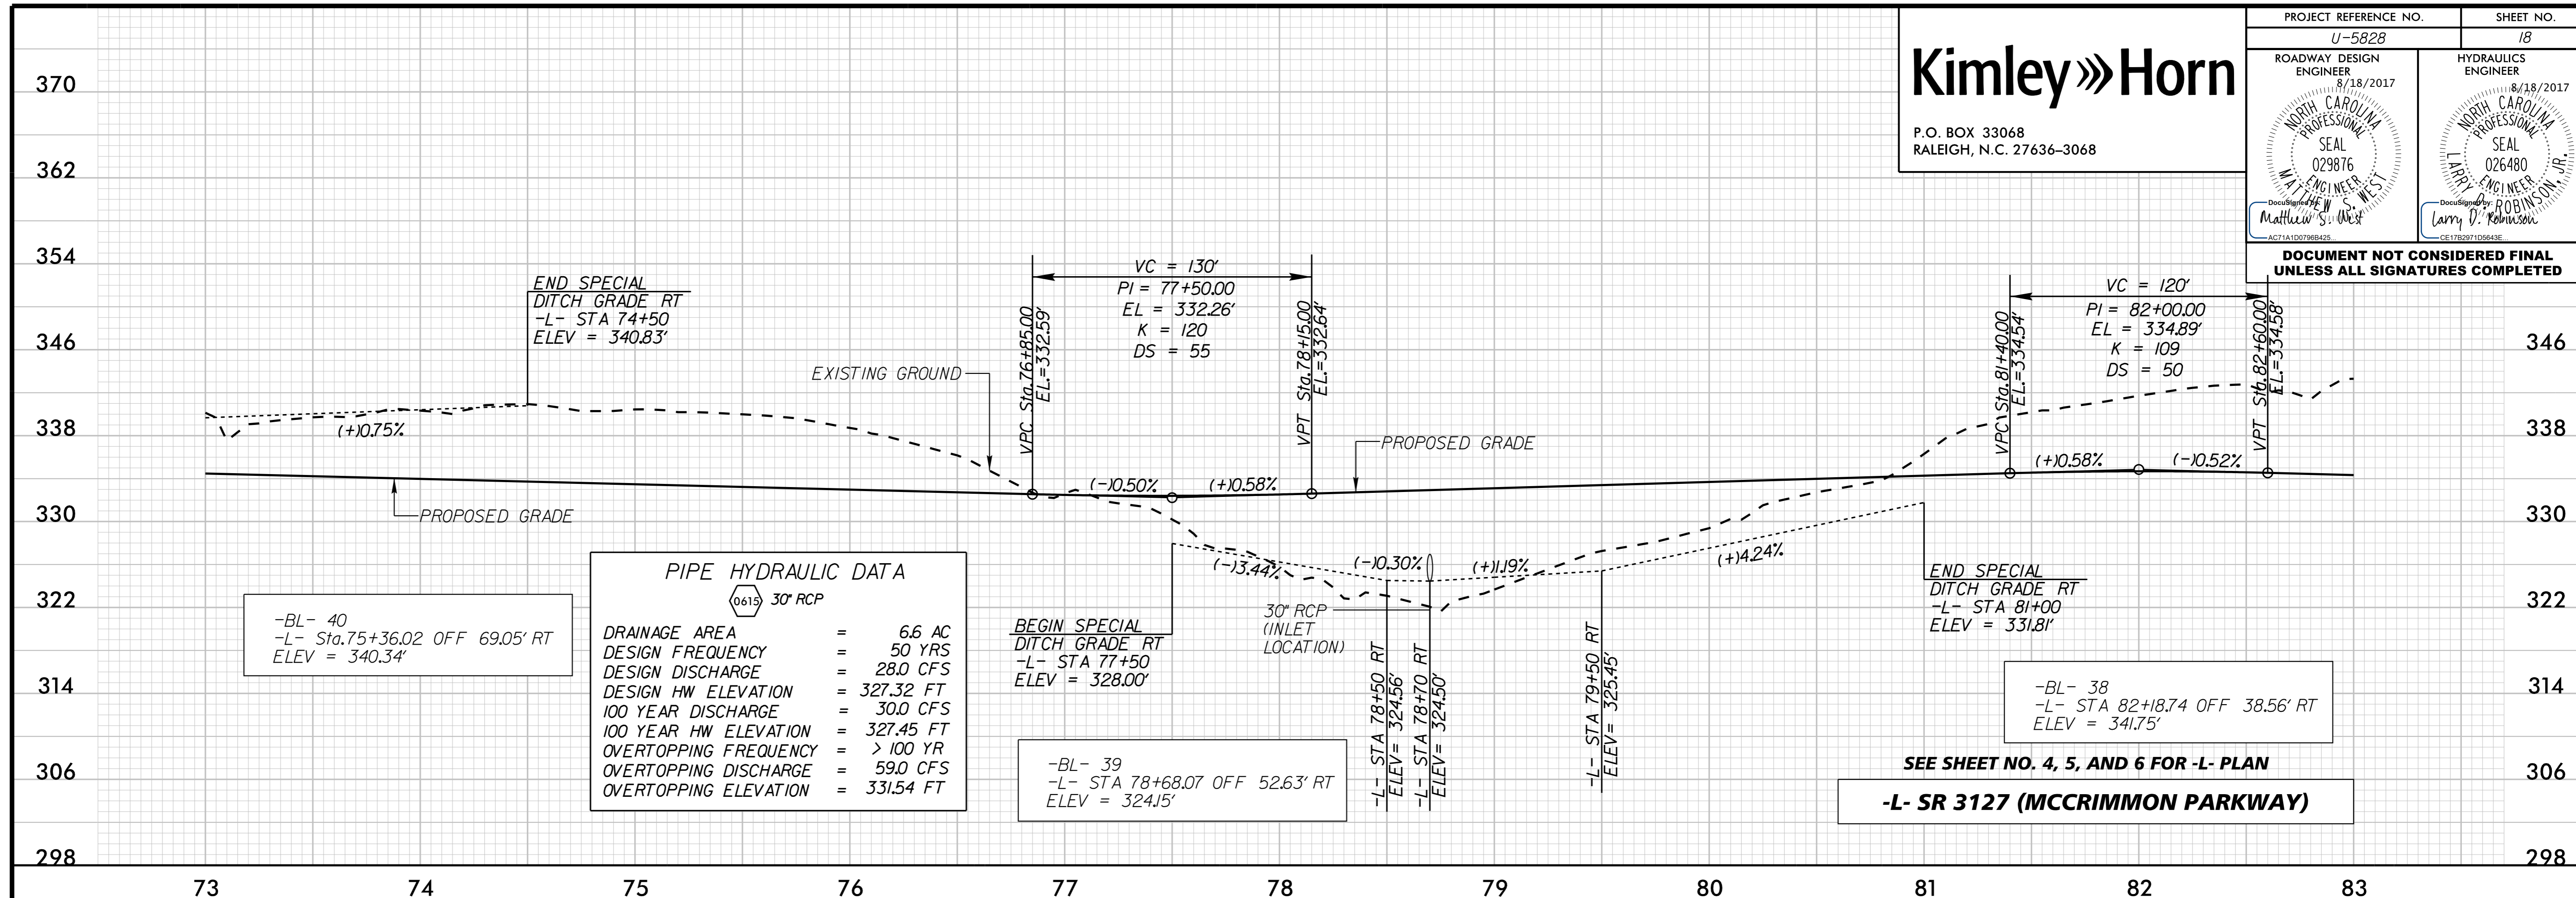 Kimley»Horn
P.O. BOX 33068
RALEIGH, N.C. 27636–3068
PROJECT REFERENCE NO.
SHEET NO.
U-5828
18
ROADWAY DESIGN
ENGINEER
8/18/2017
NORTH CAROLINA
PROFESSIONAL
SEAL
029876
ENGINEER
MATTHEW S. WEST
DocuSigned by:
Matthew S. West
AC71A1D0796B425...
HYDRAULICS
ENGINEER
8/18/2017
NORTH CAROLINA
PROFESSIONAL
SEAL
026480
ENGINEER
LARRY D. ROBINSON, JR.
DocuSigned by:
Larry D. Robinson
CE17B2971D5643E...
DOCUMENT NOT CONSIDERED FINAL
UNLESS ALL SIGNATURES COMPLETED
370
362
354
346
338
330
322
314
306
298
END SPECIAL
DITCH GRADE RT
-L- STA 74+50
ELEV = 340.83'
EXISTING GROUND
(+)0.75%
PROPOSED GRADE
VPC Sta.76+85.00
EL.=332.59'
VC = 130'
PI = 77+50.00
EL = 332.26'
K = 120
DS = 55
VPT Sta.78+15.00
EL.=332.64'
(-)0.50%
(+)0.58%
PROPOSED GRADE
VPC Sta.81+40.00
EL.=334.54'
VC = 120'
PI = 82+00.00
EL = 334.89'
K = 109
DS = 50
VPT Sta.82+60.00
EL.=334.58'
(+)0.58%
(-)0.52%
346
338
330
322
314
306
298
(-)3.44%
(-)0.30%
(+)1.19%
(+)4.24%
-BL- 40
-L- Sta.75+36.02 OFF 69.05' RT
ELEV = 340.34'
PIPE HYDRAULIC DATA
0615 30" RCP
DRAINAGE AREA = 6.6 AC
DESIGN FREQUENCY = 50 YRS
DESIGN DISCHARGE = 28.0 CFS
DESIGN HW ELEVATION = 327.32 FT
100 YEAR DISCHARGE = 30.0 CFS
100 YEAR HW ELEVATION = 327.45 FT
OVERTOPPING FREQUENCY = > 100 YR
OVERTOPPING DISCHARGE = 59.0 CFS
OVERTOPPING ELEVATION = 331.54 FT
BEGIN SPECIAL
DITCH GRADE RT
-L- STA 77+50
ELEV = 328.00'
30" RCP
(INLET
LOCATION)
-L- STA 78+50 RT
ELEV= 324.56'
-L- STA 78+70 RT
ELEV= 324.50'
-L- STA 79+50 RT
ELEV= 325.45'
END SPECIAL
DITCH GRADE RT
-L- STA 81+00
ELEV = 331.81'
-BL- 39
-L- STA 78+68.07 OFF 52.63' RT
ELEV = 324.15'
-BL- 38
-L- STA 82+18.74 OFF 38.56' RT
ELEV = 341.75'
SEE SHEET NO. 4, 5, AND 6 FOR -L- PLAN
-L- SR 3127 (MCCRIMMON PARKWAY)
73 74 75 76 77 78 79 80 81 82 83